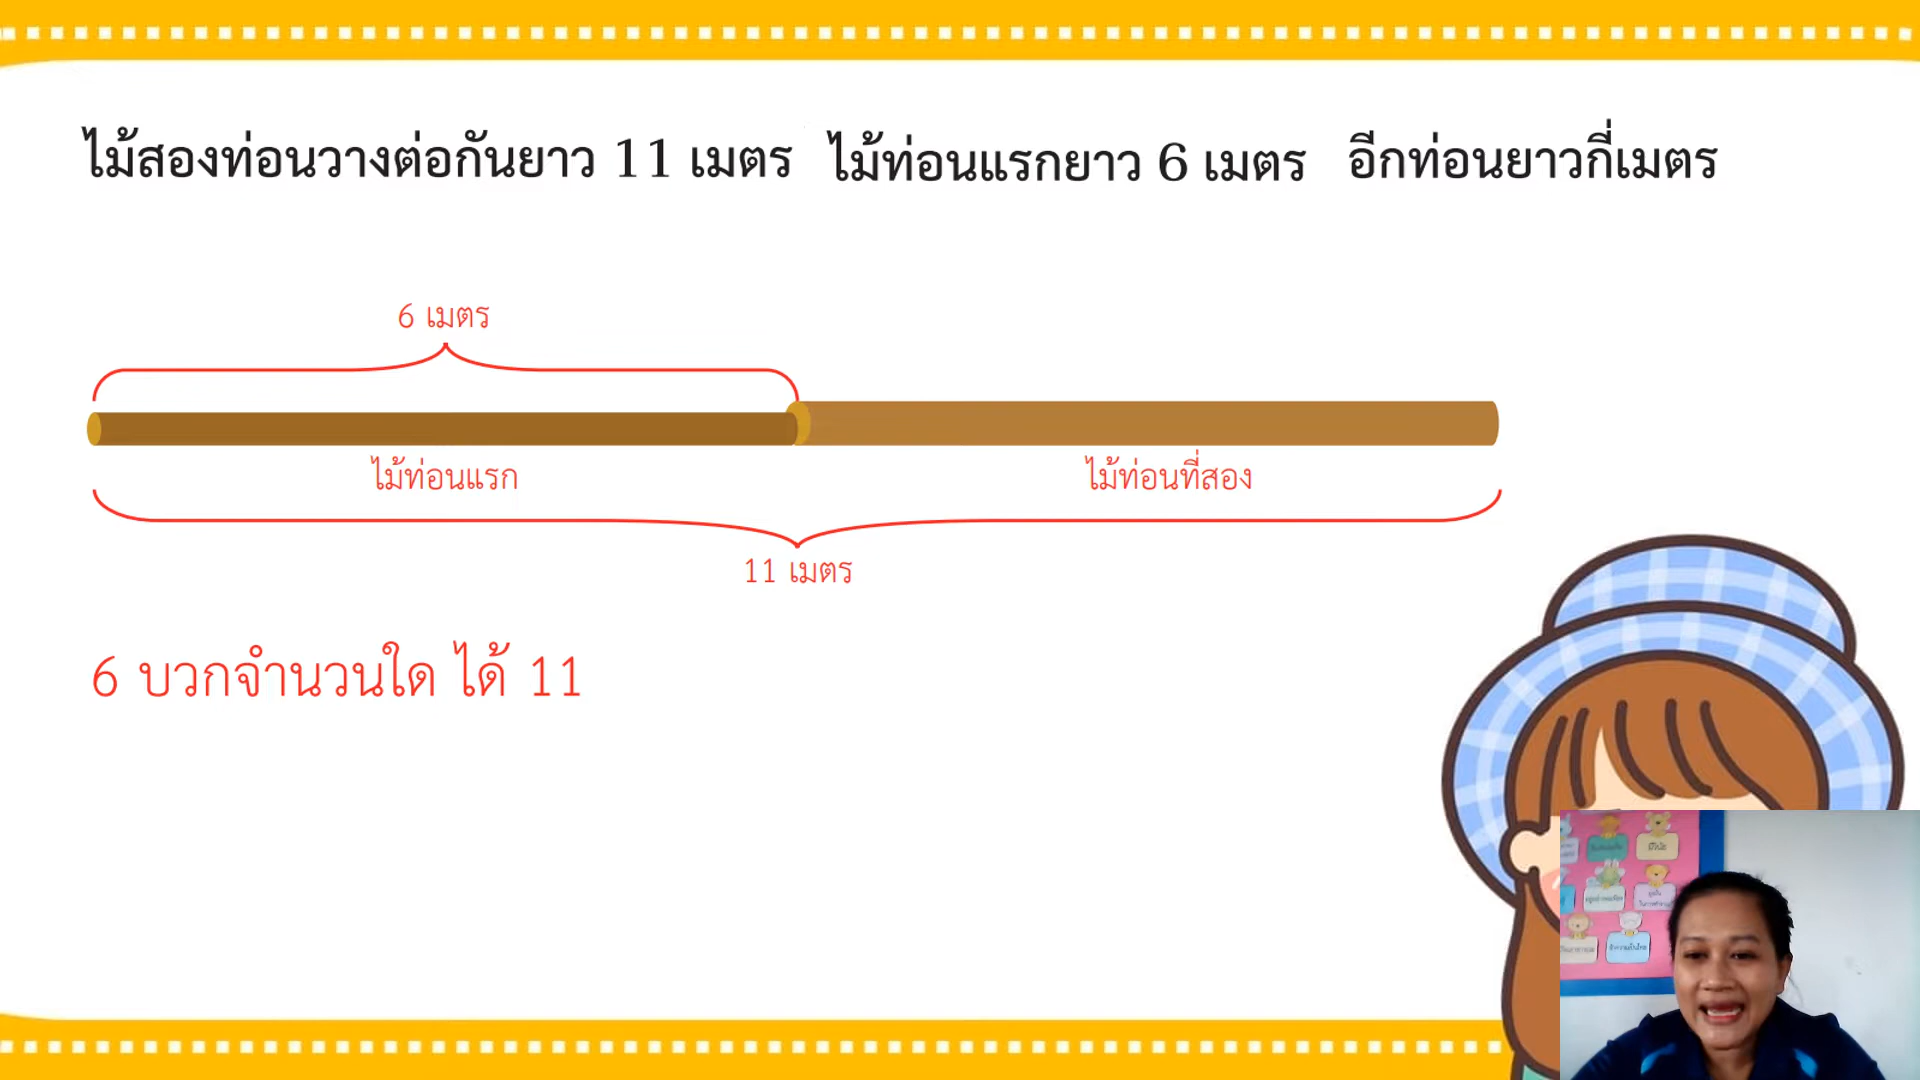 ไม้สองท่อนวางต่อกันยาว 11 เมตร ไม้ท่อนแรกยาว 6 เมตร อีกท่อนยาวกี่เมตร
6 เมตร
ไม้ท่อนแรก ไม้ท่อนที่สอง
11 เมตร
6 บวกจำนวนใด ได้ 11
มีวินัย